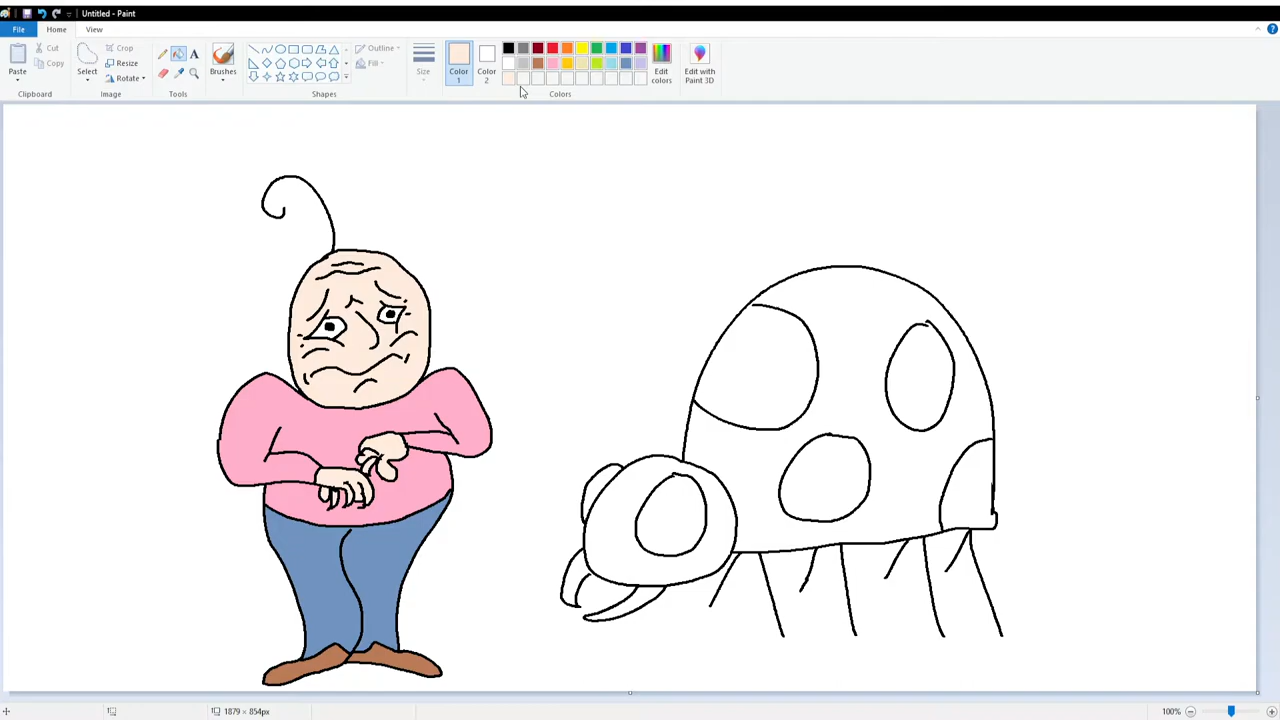 Untitled - Paint
File Home View
Paste
Cut
Copy
Clipboard
Select
Crop
Resize
Rotate
Image
A
Tools
Brushes
Shapes
Outline
Fill
Size
Color 1
Color 2
Colors
Edit colors
Edit with Paint 3D
1879 × 854px
100%